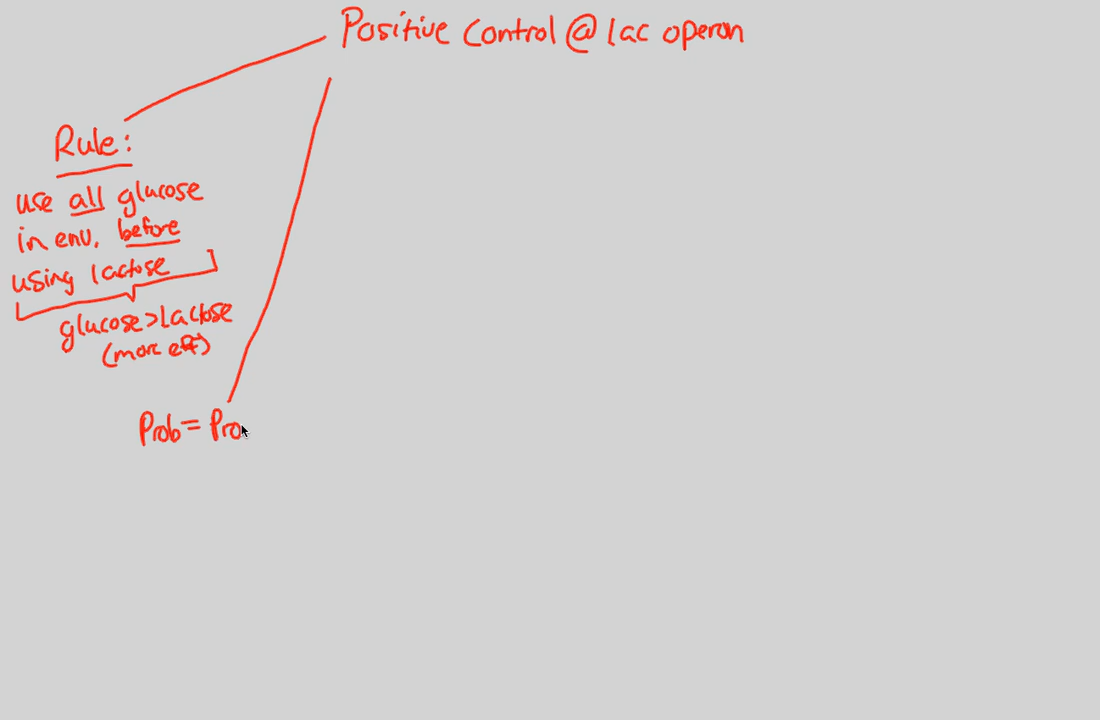 Positive Control @ lac operon
Rule:
use all glucose
in env. before
using lactose
glucose>lactose
(more eff)
Prob = Pro